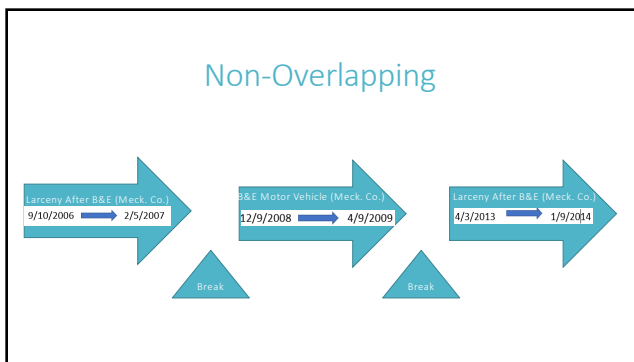 Non-Overlapping
Larceny After B&E (Meck. Co.)
9/10/2006 2/5/2007
B&E Motor Vehicle (Meck. Co.)
12/9/2008 4/9/2009
Larceny After B&E (Meck. Co.)
4/3/2013 1/9/2014
Break
Break